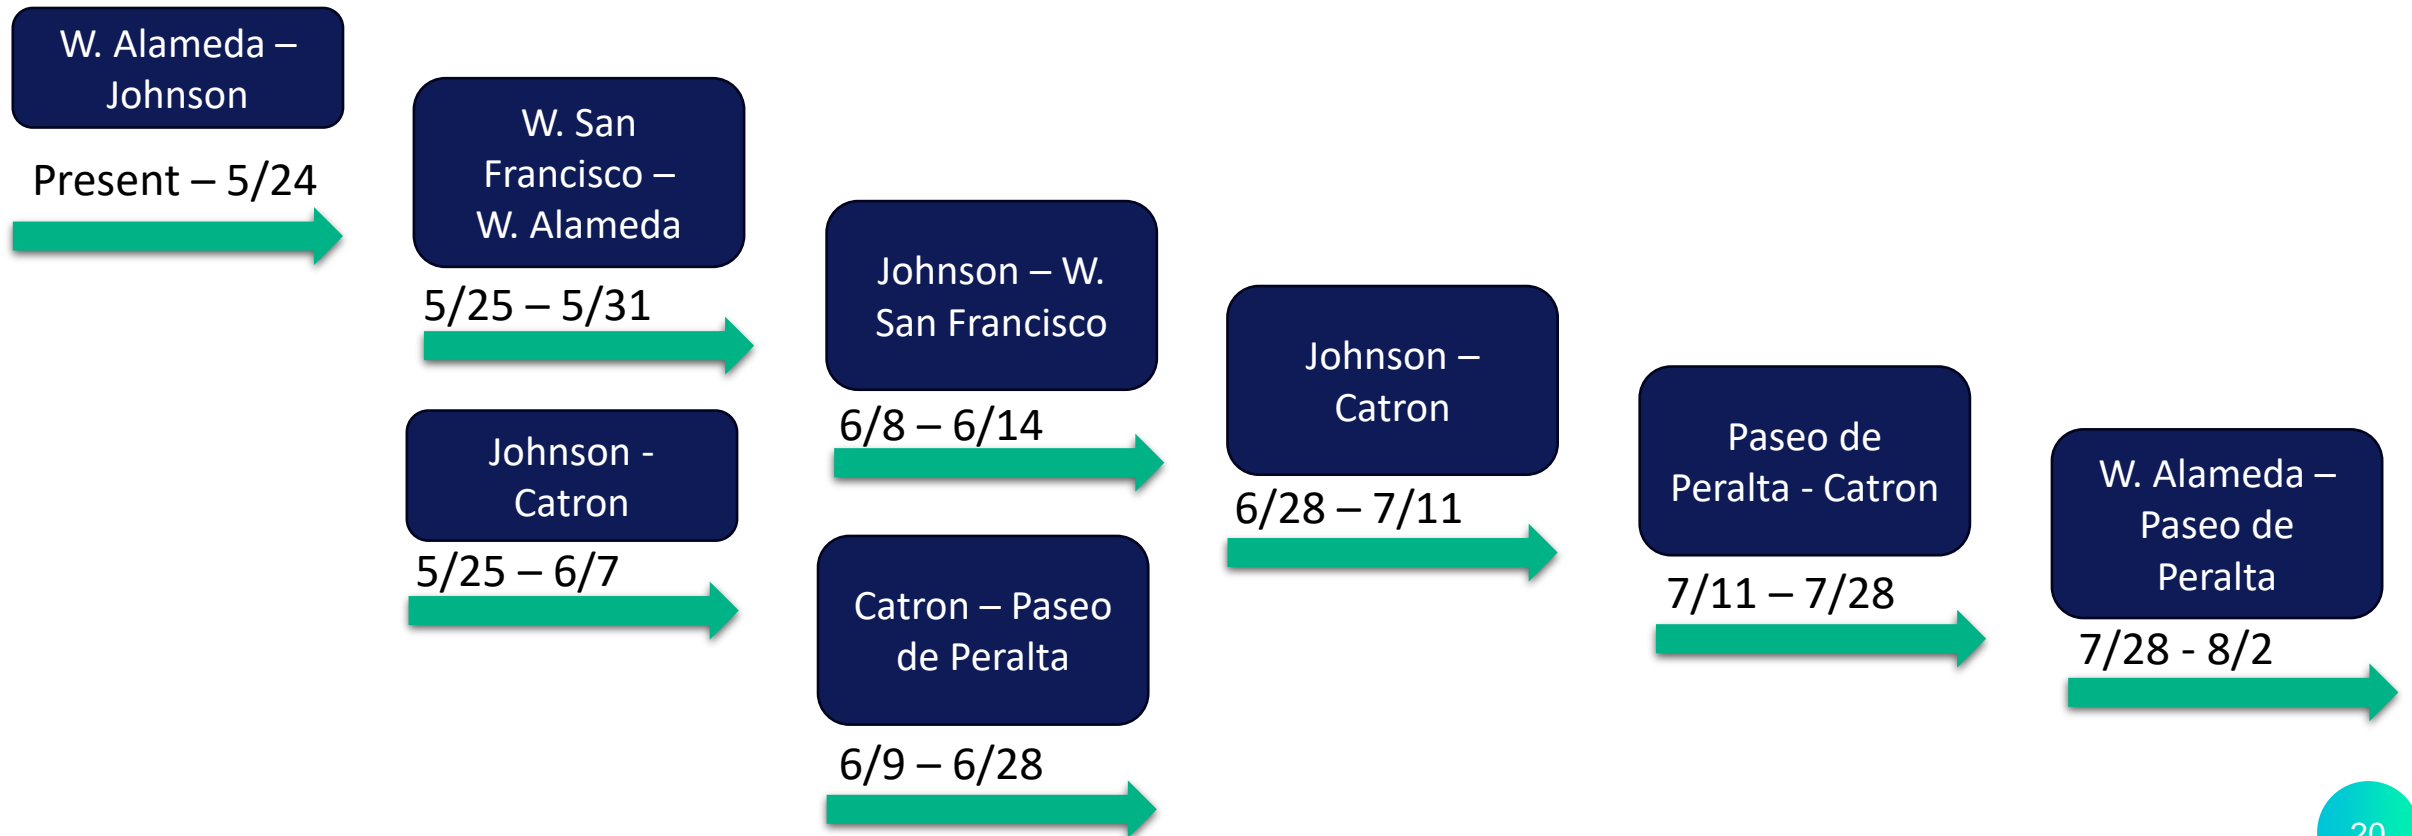 W. Alameda –
Johnson
Present – 5/24
W. San
Francisco –
W. Alameda
5/25 – 5/31
Johnson -
Catron
5/25 – 6/7
Johnson – W.
San Francisco
6/8 – 6/14
Catron – Paseo
de Peralta
6/9 – 6/28
Johnson –
Catron
6/28 – 7/11
Paseo de
Peralta - Catron
7/11 – 7/28
W. Alameda –
Paseo de
Peralta
7/28 - 8/2
20